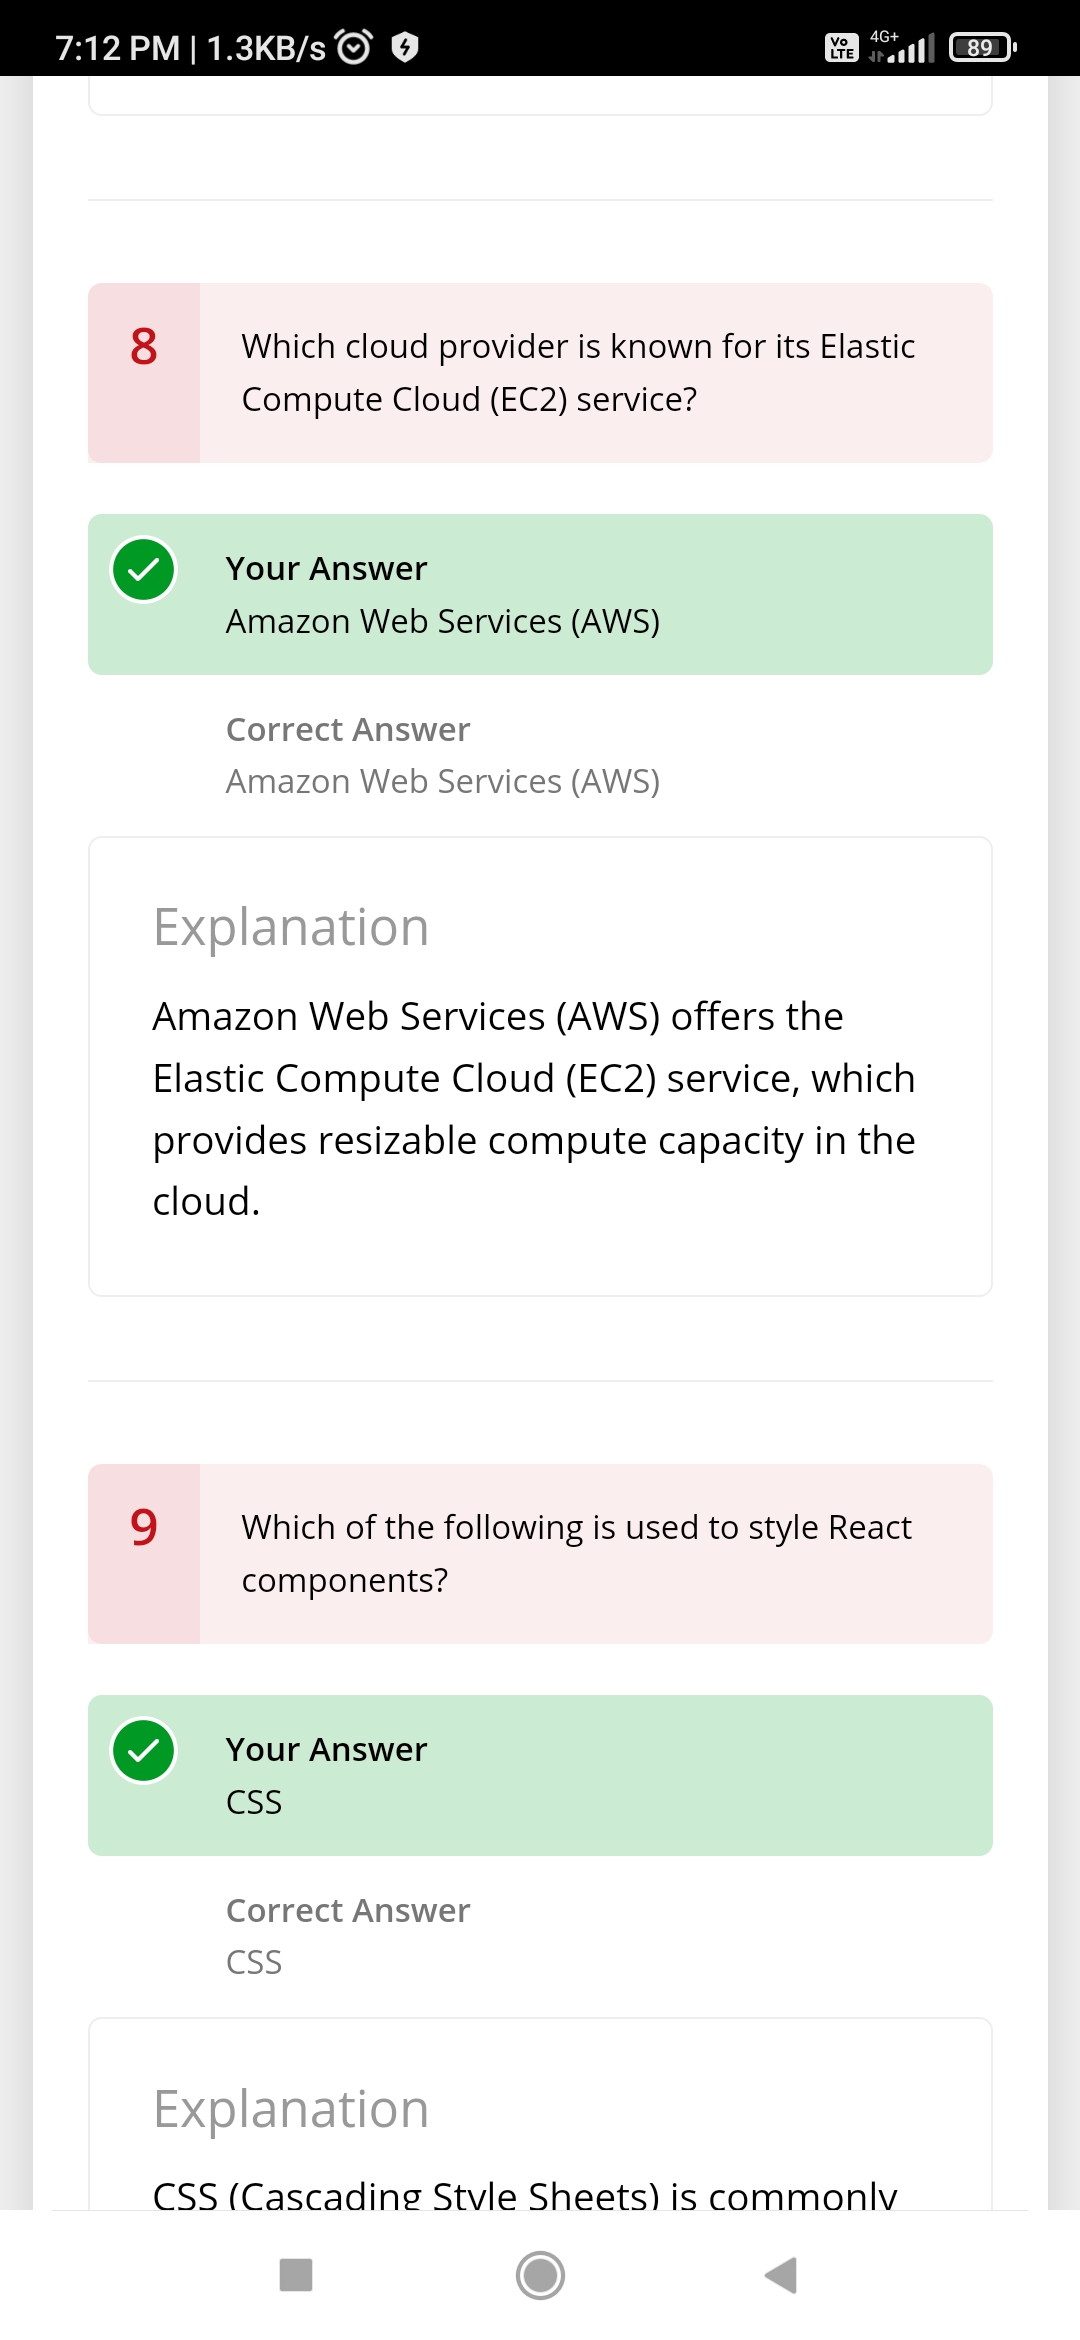 7:12 PM | 1.3KB/s
Vo LTE 4G+ 89
8
Which cloud provider is known for its Elastic
Compute Cloud (EC2) service?
Your Answer
Amazon Web Services (AWS)
Correct Answer
Amazon Web Services (AWS)
Explanation
Amazon Web Services (AWS) offers the
Elastic Compute Cloud (EC2) service, which
provides resizable compute capacity in the
cloud.
9
Which of the following is used to style React
components?
Your Answer
CSS
Correct Answer
CSS
Explanation
CSS (Cascading Style Sheets) is commonly